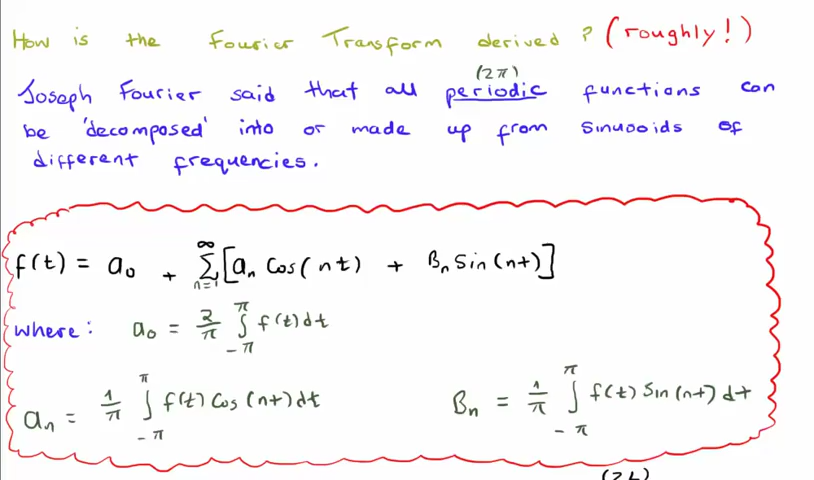 How is the Fourier Transform derived? (roughly!)
(2π)
Joseph Fourier said that all periodic functions can
be 'decomposed' into or made up from sinusoids of
different frequencies.
f(t) = a₀ + ∑_{n=1}^{∞} [aₙ Cos(nt) + Bₙ Sin(nt)]
where: a₀ = 2/π ∫_{-π}^{π} f(t)dt
aₙ = 1/π ∫_{-π}^{π} f(t) Cos(nt)dt Bₙ = 1/π ∫_{-π}^{π} f(t) Sin(nt)dt
(2L)